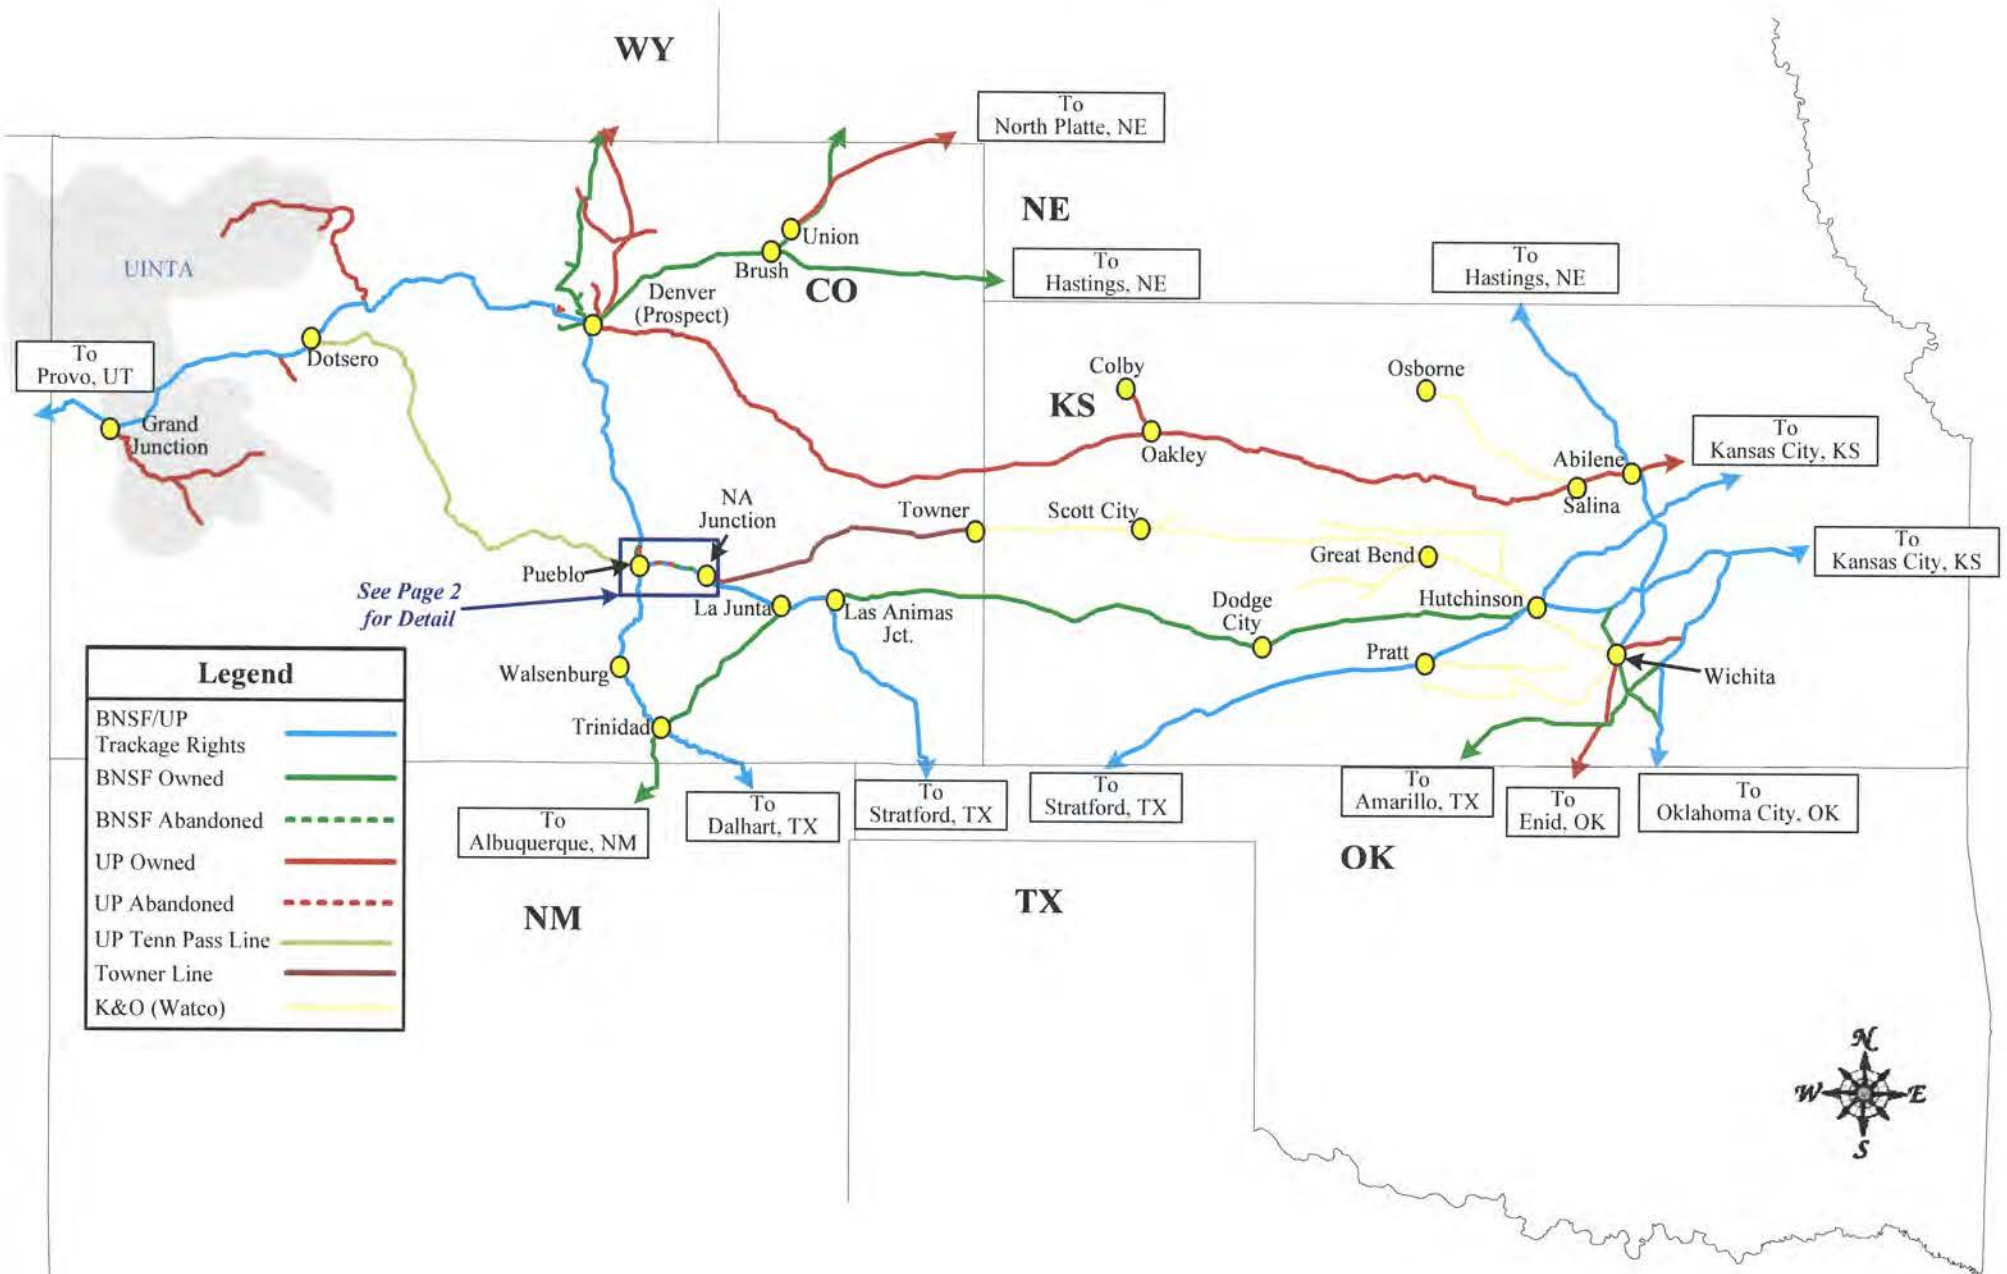 WY
To
North Platte, NE
NE
UINTA
Union
Brush
CO
To
Hastings, NE
To
Hastings, NE
Denver
(Prospect)
Dotsero
To
Provo, UT
Grand
Junction
Colby
KS
Oakley
Osborne
Abilene
Salina
To
Kansas City, KS
NA
Junction
Towner
Scott City
Great Bend
To
Kansas City, KS
Pueblo
See Page 2
for Detail
La Junta
Las Animas
Jct.
Dodge
City
Hutchinson
Pratt
Wichita
Walsenburg
Trinidad
Legend
BNSF/UP
Trackage Rights
BNSF Owned
BNSF Abandoned
UP Owned
UP Abandoned
UP Tenn Pass Line
Towner Line
K&O (Watco)
To
Albuquerque, NM
To
Dalhart, TX
To
Stratford, TX
To
Stratford, TX
To
Amarillo, TX
To
Enid, OK
To
Oklahoma City, OK
OK
NM
TX
N
W
E
S